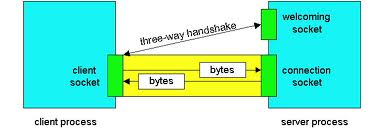 welcoming
socket
three-way handshake
client
socket
bytes
bytes
connection
socket
client process
server process